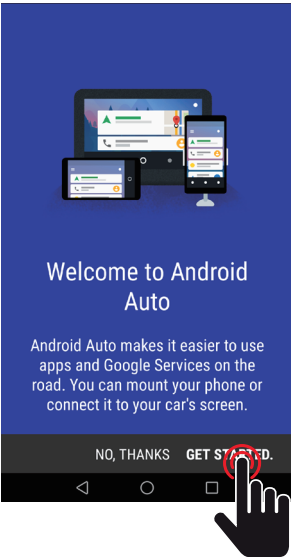 Welcome to Android
Auto
Android Auto makes it easier to use
apps and Google Services on the
road. You can mount your phone or
connect it to your car's screen.
NO, THANKS GET STARTED.